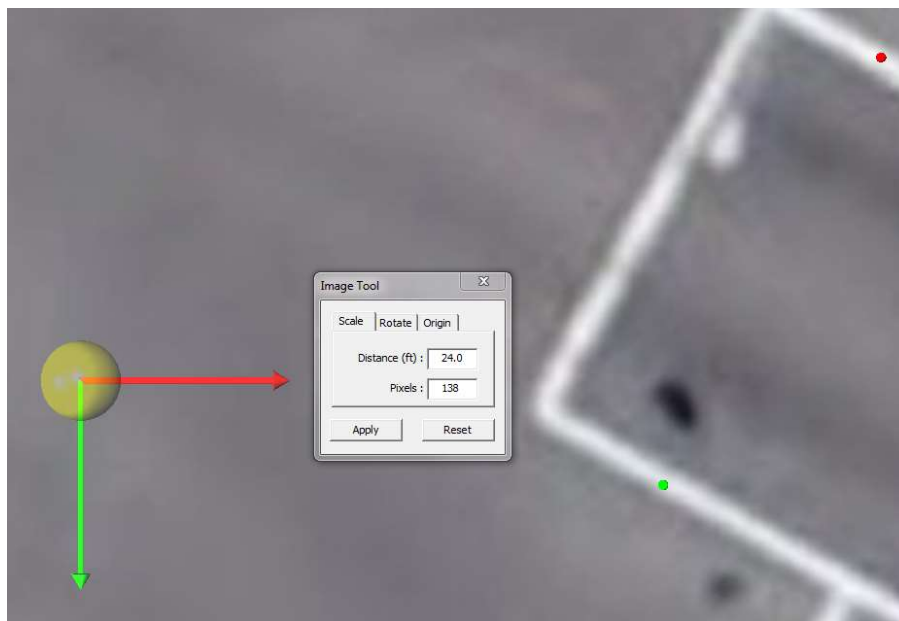 Image Tool
Scale Rotate Origin
Distance (ft) : 24.0
Pixels : 138
Apply Reset